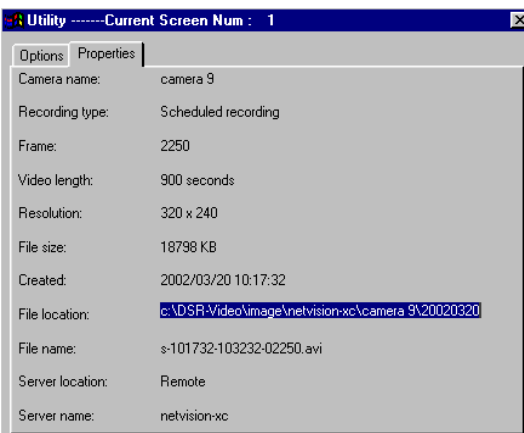 Utility -------Current Screen Num :   1
Options Properties
Camera name: camera 9
Recording type: Scheduled recording
Frame: 2250
Video length: 900 seconds
Resolution: 320 x 240
File size: 18798 KB
Created: 2002/03/20 10:17:32
File location: c:\DSR-Video\image\netvision-xc\camera 9\20020320
File name: s-101732-103232-02250.avi
Server location: Remote
Server name: netvision-xc